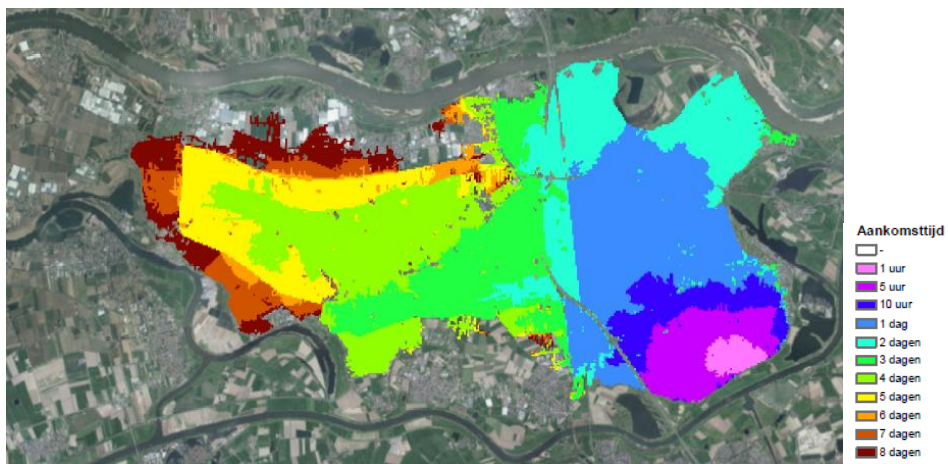 Aankomsttijd
-
1 uur
5 uur
10 uur
1 dag
2 dagen
3 dagen
4 dagen
5 dagen
6 dagen
7 dagen
8 dagen